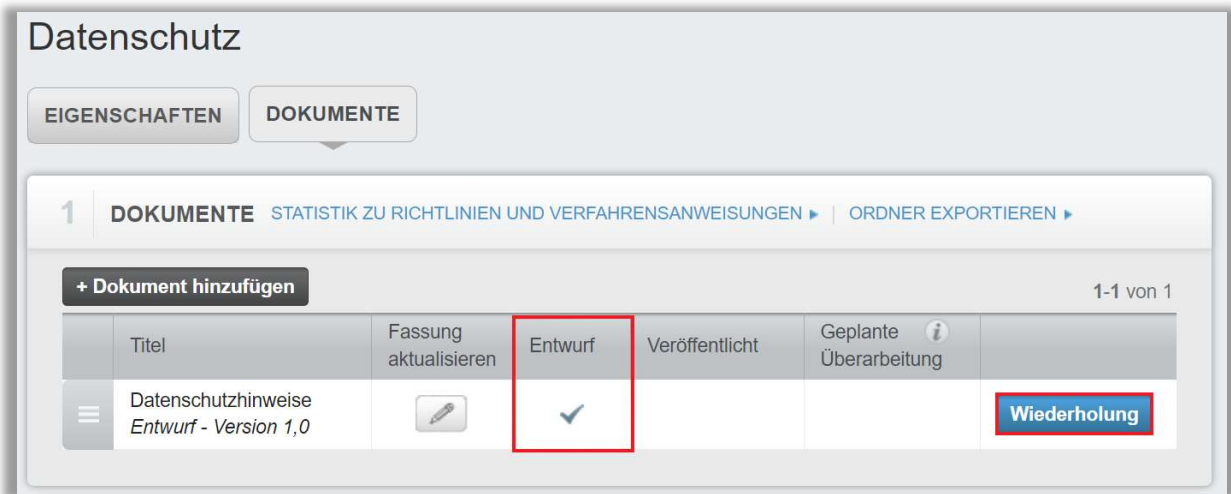 Datenschutz
EIGENSCHAFTEN
DOKUMENTE
1 DOKUMENTE STATISTIK ZU RICHTLINIEN UND VERFAHRENSANWEISUNGEN | ORDNER EXPORTIEREN
+ Dokument hinzufügen
1-1 von 1
Titel
Fassung
aktualisieren
Entwurf
Veröffentlicht
Geplante i
Überarbeitung
Datenschutzhinweise
Entwurf - Version 1,0
Wiederholung